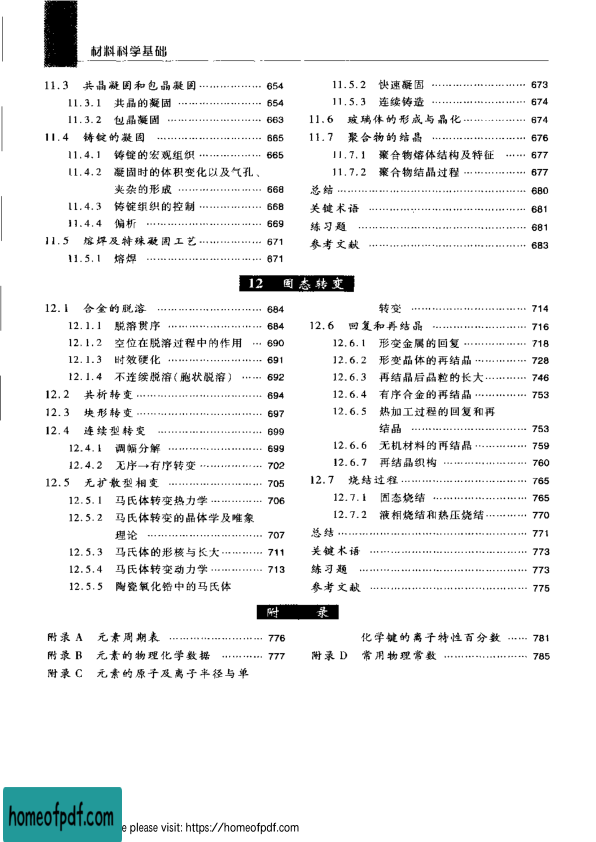 材料科学基础
11.3 共晶凝固和包晶凝固 ……………… 654
11.3.1 共晶的凝固 ……………… 654
11.3.2 包晶凝固 ……………… 663
11.4 铸锭的凝固 ……………… 665
11.4.1 铸锭的宏观组织 ……………… 665
11.4.2 凝固时的体积变化以及气孔、
夹杂的形成 ……………… 668
11.4.3 铸锭组织的控制 ……………… 668
11.4.4 偏析 ……………… 669
11.5 熔焊及特殊凝固工艺 ……………… 671
11.5.1 熔焊 ……………… 671
11.5.2 快速凝固 ……………… 673
11.5.3 连续铸造 ……………… 674
11.6 玻璃体的形成与晶化 ……………… 674
11.7 聚合物的结晶 ……………… 676
11.7.1 聚合物熔体结构及特征 …… 677
11.7.2 聚合物结晶过程 ……………… 677
总结 ……………… 680
关键术语 ……………… 681
练习题 ……………… 681
参考文献 ……………… 683
12 固态转变
12.1 合金的脱溶 ……………… 684
12.1.1 脱溶贯序 ……………… 684
12.1.2 空位在脱溶过程中的作用 … 690
12.1.3 时效硬化 ……………… 691
12.1.4 不连续脱溶(胞状脱溶) …… 692
12.2 共析转变 ……………… 694
12.3 块形转变 ……………… 697
12.4 连续型转变 ……………… 699
12.4.1 调幅分解 ……………… 699
12.4.2 无序→有序转变 ……………… 702
12.5 无扩散型相变 ……………… 705
12.5.1 马氏体转变热力学 ……………… 706
12.5.2 马氏体转变的晶体学及唯象
理论 ……………… 707
12.5.3 马氏体的形核与长大 ………… 711
12.5.4 马氏体转变动力学 ……………… 713
12.5.5 陶瓷氧化锆中的马氏体
转变 ……………… 714
12.6 回复和再结晶 ……………… 716
12.6.1 形变金属的回复 ……………… 718
12.6.2 形变晶体的再结晶 ……………… 728
12.6.3 再结晶后晶粒的长大 ………… 746
12.6.4 有序合金的再结晶 ……………… 753
12.6.5 热加工过程的回复和再
结晶 ……………… 753
12.6.6 无机材料的再结晶 ……………… 759
12.6.7 再结晶织构 ……………… 760
12.7 烧结过程 ……………… 765
12.7.1 固态烧结 ……………… 765
12.7.2 液相烧结和热压烧结 ………… 770
总结 ……………… 771
关键术语 ……………… 773
练习题 ……………… 773
参考文献 ……………… 775
附 录
附录 A 元素周期表 ……………… 776
附录 B 元素的物理化学数据 ………… 777
附录 C 元素的原子及离子半径与单
化学键的离子特性百分数 …… 781
附录 D 常用物理常数 ……………… 785
homeofpdf.com
e please visit: https://homeofpdf.com